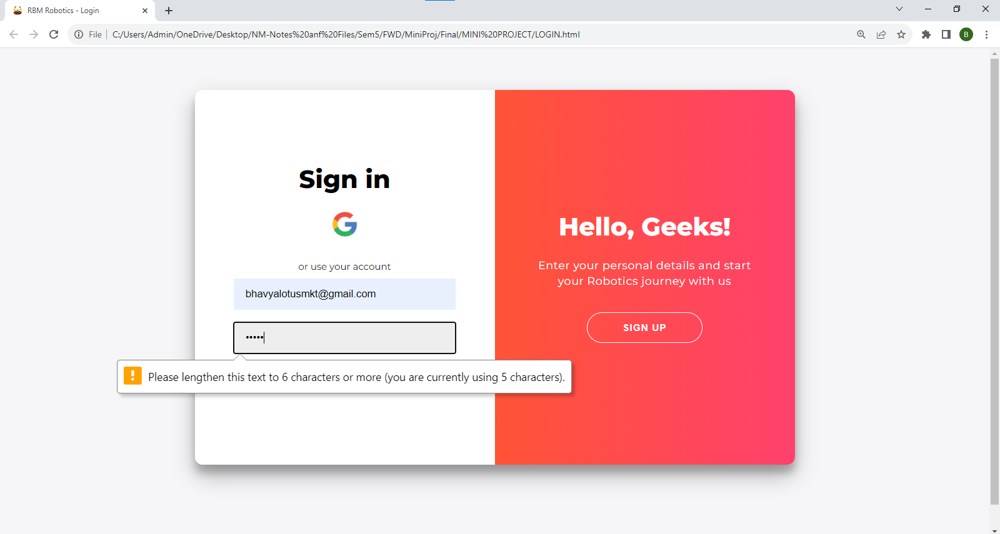 RBM Robotics - Login
File
C:/Users/Admin/OneDrive/Desktop/NM-Notes%20anf%20Files/Sem5/FWD/MiniProj/Final/MINI%20PROJECT/LOGIN.html
B
Sign in
or use your account
bhavyalotusmkt@gmail.com
•••••
Please lengthen this text to 6 characters or more (you are currently using 5 characters).
Hello, Geeks!
Enter your personal details and start
your Robotics journey with us
SIGN UP